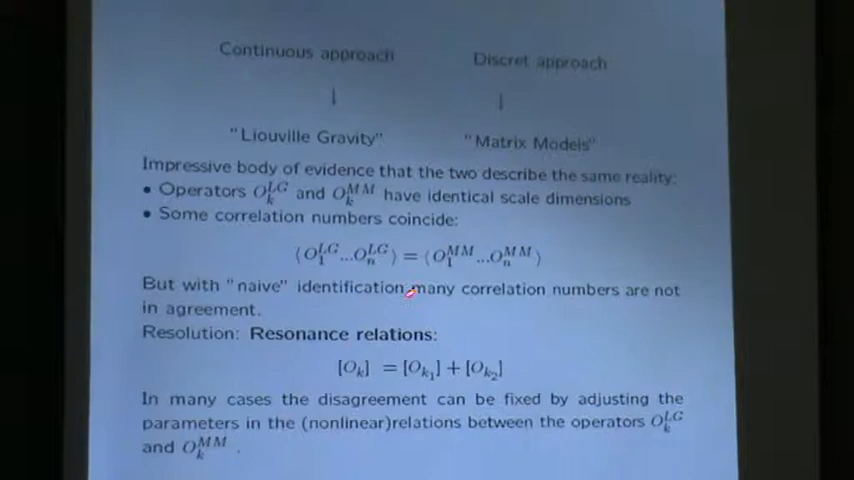 Continuous approach Discret approach
↓ ↓
"Liouville Gravity" "Matrix Models"
Impressive body of evidence that the two describe the same reality:
• Operators O_k^{LG} and O_k^{MM} have identical scale dimensions
• Some correlation numbers coincide:
⟨O_1^{LG}...O_n^{LG}⟩ = ⟨O_1^{MM}...O_n^{MM}⟩
But with "naive" identification many correlation numbers are not
in agreement.
Resolution: Resonance relations:
[O_k] = [O_{k_1}] + [O_{k_2}]
In many cases the disagreement can be fixed by adjusting the
parameters in the (nonlinear)relations between the operators O_k^{LG}
and O_k^{MM} .